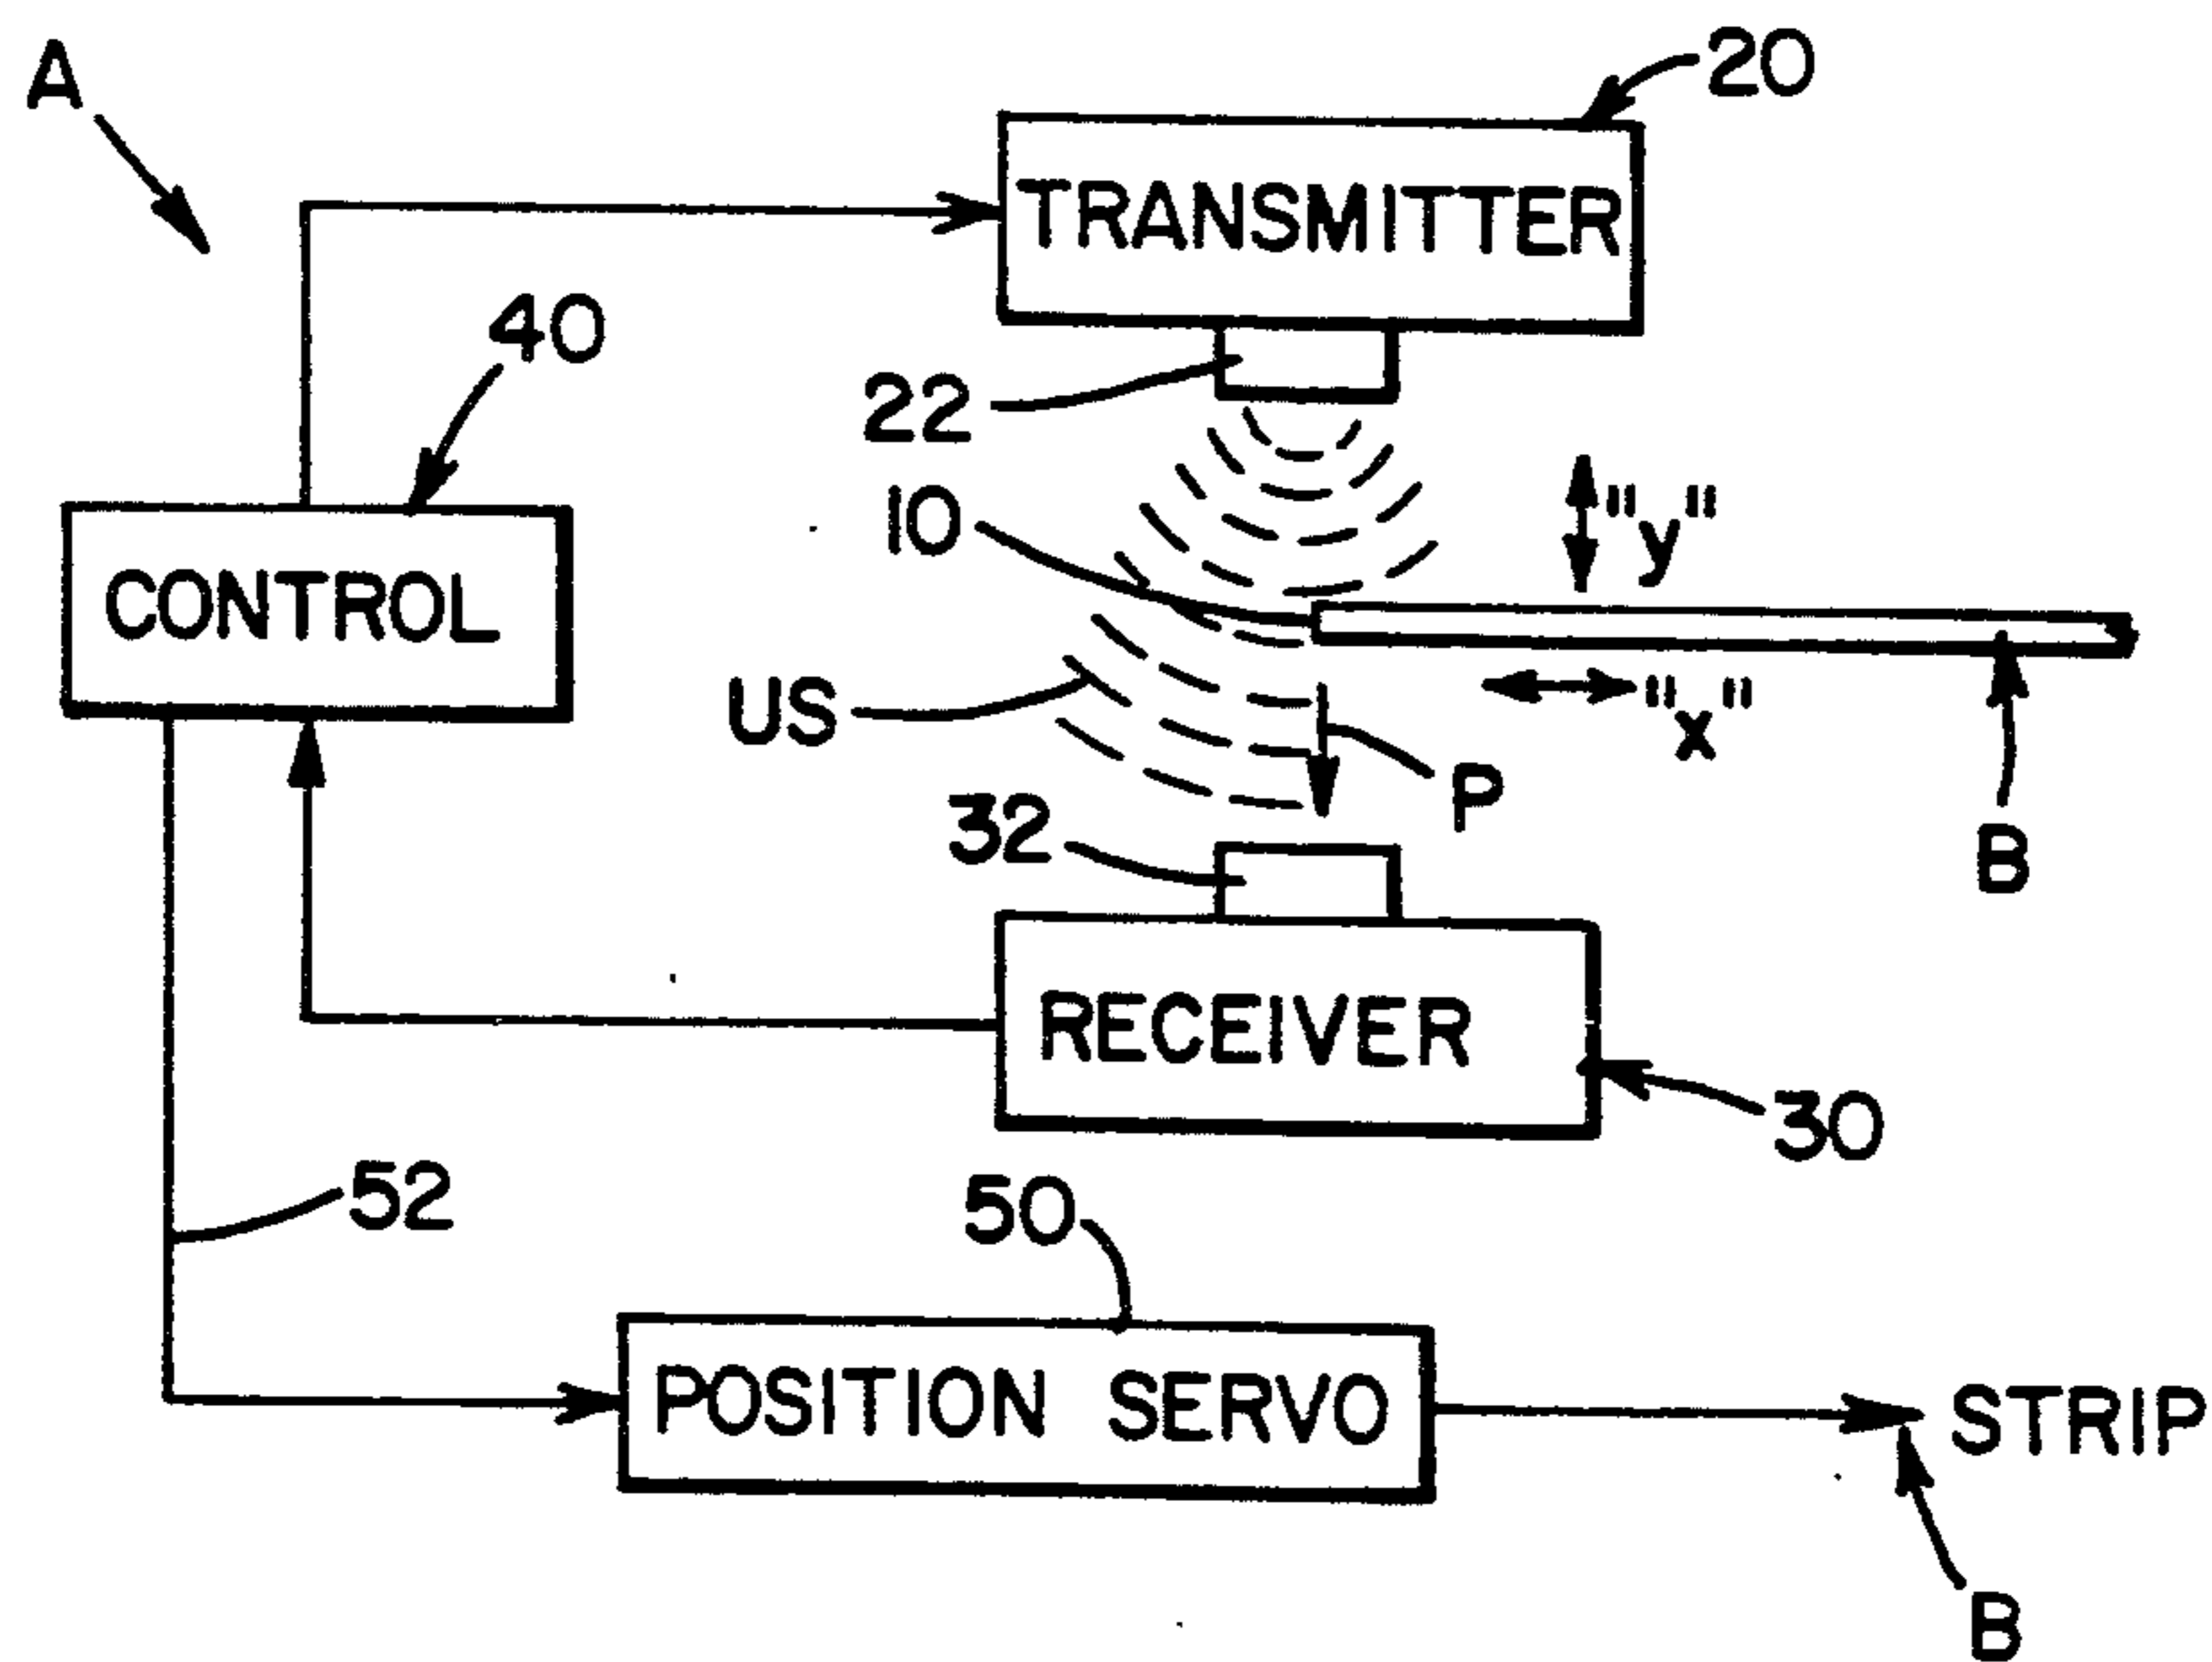 A
20
TRANSMITTER
40
22
10
"y"
CONTROL
US
"x"
P
32
B
RECEIVER
30
52
50
POSITION SERVO
STRIP
B